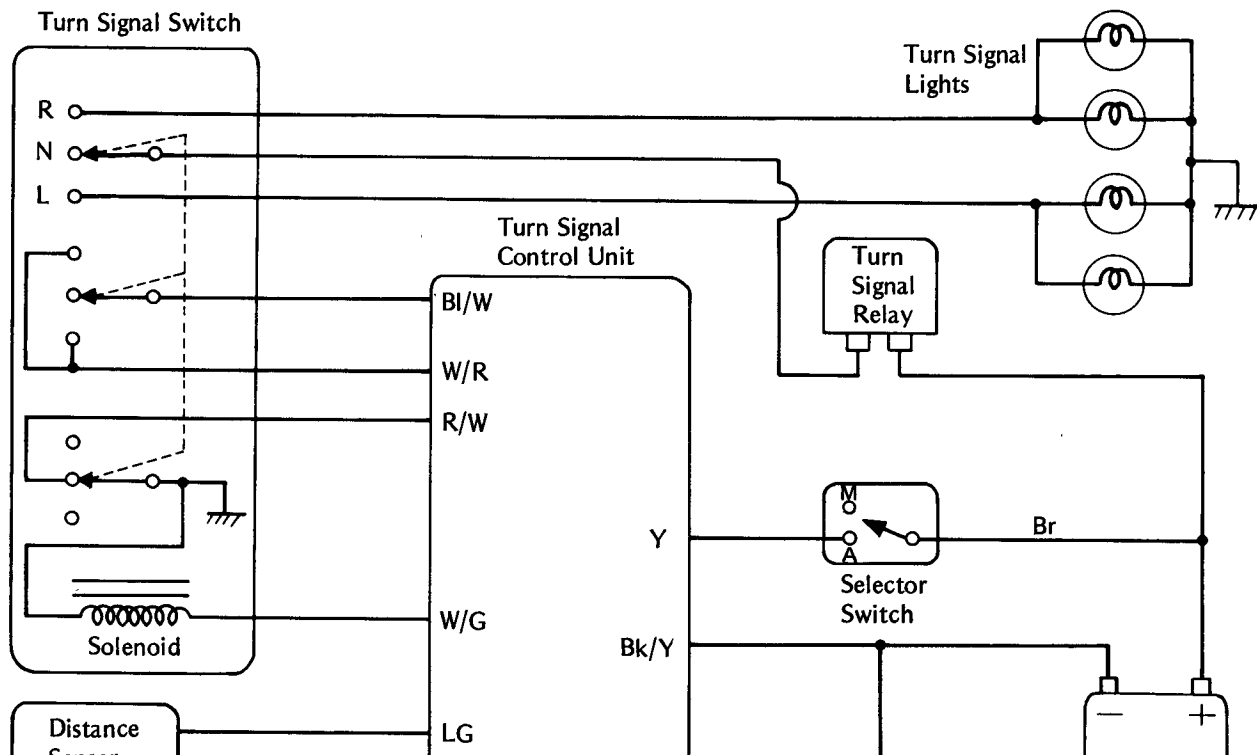 Turn Signal Switch
R
N
L
Turn Signal
Lights
Turn Signal
Control Unit
Turn
Signal
Relay
Bl/W
W/R
R/W
Y
M
A
Br
Selector
Switch
W/G
Solenoid
Bk/Y
Distance
LG
− +